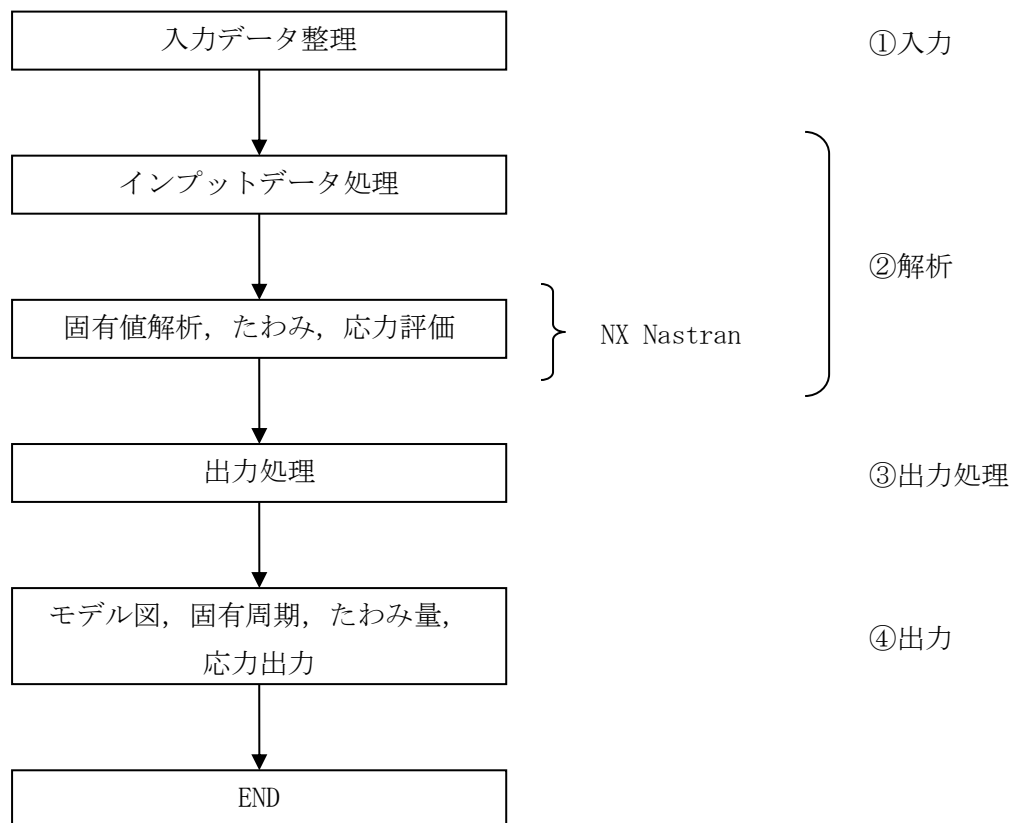 入力データ整理
①入力
インプットデータ処理
②解析
固有値解析，たわみ，応力評価
NX Nastran
出力処理
③出力処理
モデル図，固有周期，たわみ量，
応力出力
④出力
END